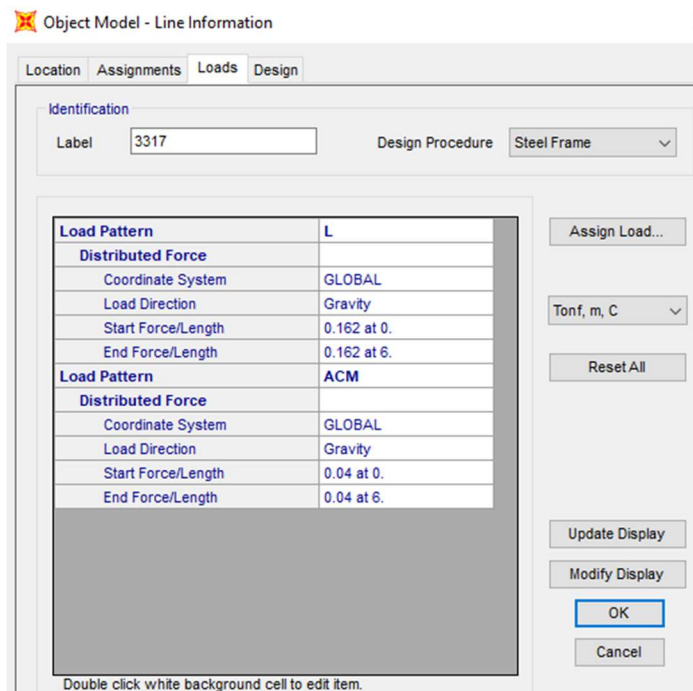 Object Model - Line Information
Location Assignments Loads Design
Identification
Label 3317 Design Procedure Steel Frame
Load Pattern L
Distributed Force
Coordinate System GLOBAL
Load Direction Gravity
Start Force/Length 0.162 at 0.
End Force/Length 0.162 at 6.
Load Pattern ACM
Distributed Force
Coordinate System GLOBAL
Load Direction Gravity
Start Force/Length 0.04 at 0.
End Force/Length 0.04 at 6.
Assign Load...
Tonf, m, C
Reset All
Update Display
Modify Display
OK
Cancel
Double click white background cell to edit item.